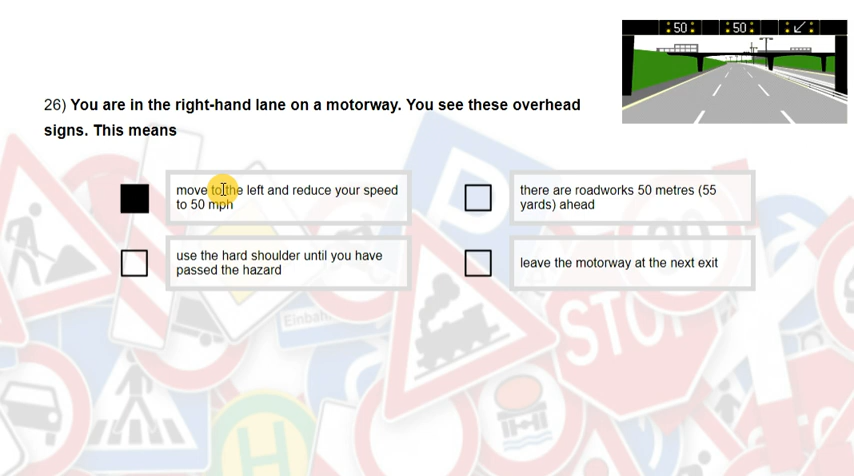 50 50
26) You are in the right-hand lane on a motorway. You see these overhead
signs. This means
move to the left and reduce your speed
to 50 mph
there are roadworks 50 metres (55
yards) ahead
use the hard shoulder until you have
passed the hazard
leave the motorway at the next exit
Einbah
STOP
P
30
H